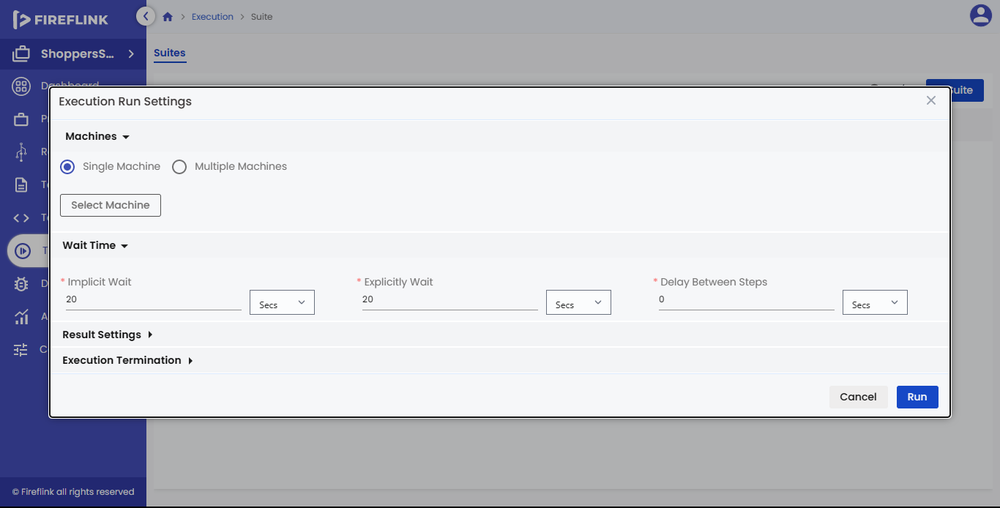 FIREFLINK
Execution
Suite
ShoppersS...
Suites
Dashboard
Suite
Execution Run Settings
Machines
Single Machine
Multiple Machines
Select Machine
Wait Time
* Implicit Wait
* Explicitly Wait
* Delay Between Steps
20
Secs
20
Secs
0
Secs
Result Settings
Execution Termination
Cancel
Run
© Fireflink all rights reserved